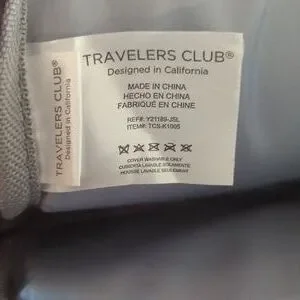 TRAVELERS CLUB®
Designed in California
MADE IN CHINA
HECHO EN CHINA
FABRIQUÉ EN CHINE
REF#: Y21189-JSL
ITEM#: TCS-K1005
COVER WASHABLE ONLY
CUBIERTA LAVABLE SOLAMENTE
HOUSSE LAVABLE SEULEMENT
TRAVELERS CLUB®
Designed in California